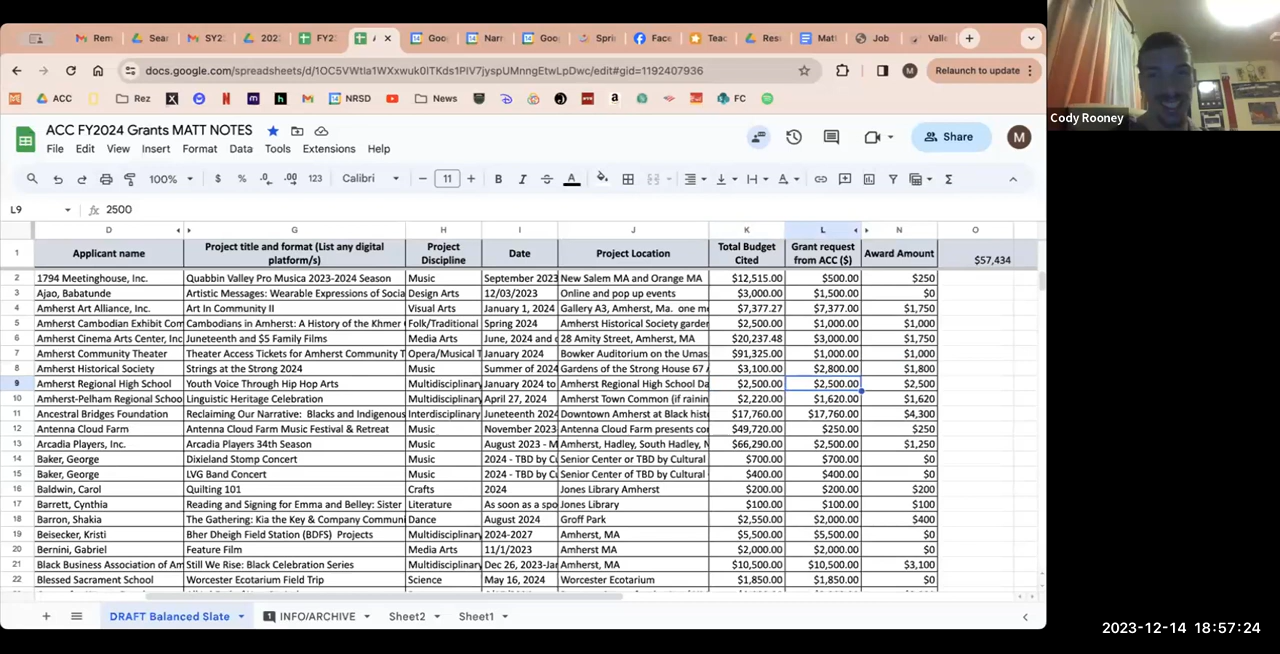 Rem Sear SY2 202 FY2 Goo Narr Goo Spri Face Teac Res Matt Job Valle
docs.google.com/spreadsheets/d/1OC5VWtla1WXxwuk0lTKds1PlV7jyspUMnngEtwLpDwc/edit#gid=1192407936 M Relaunch to update
ACC Rez NRSD News FC
Cody Rooney
ACC FY2024 Grants MATT NOTES
Share M
File Edit View Insert Format Data Tools Extensions Help
100% $ % .0 .00 123 Calibri 11 B I A
L9 fx 2500
D G H I J K L N O
1 Applicant name Project title and format (List any digital platform/s) Project Discipline Date Project Location Total Budget Cited Grant request from ACC ($) Award Amount $57,434
2 1794 Meetinghouse, Inc. Quabbin Valley Pro Musica 2023-2024 Season Music September 2023 New Salem MA and Orange MA $12,515.00 $500.00 $250
3 Ajao, Babatunde Artistic Messages: Wearable Expressions of Socia Design Arts 12/03/2023 Online and pop up events $3,000.00 $1,500.00 $0
4 Amherst Art Alliance, Inc. Art In Community II Visual Arts January 1, 2024 Gallery A3, Amherst, Ma. one m $7,377.27 $7,377.00 $1,750
5 Amherst Cambodian Exhibit Com Cambodians in Amherst: A History of the Khmer Folk/Traditional Spring 2024 Amherst Historical Society garder $2,500.00 $1,000.00 $1,000
6 Amherst Cinema Arts Center, Inc Juneteenth and $5 Family Films Media Arts June, 2024 and 28 Amity Street, Amherst, MA $20,237.48 $3,000.00 $1,750
7 Amherst Community Theater Theater Access Tickets for Amherst Community T Opera/Musical T January 2024 Bowker Auditorium on the Umas $91,325.00 $1,000.00 $1,000
8 Amherst Historical Society Strings at the Strong 2024 Music Summer of 2024 Gardens of the Strong House 67 $3,100.00 $2,800.00 $1,800
9 Amherst Regional High School Youth Voice Through Hip Hop Arts Multidisciplinary January 2024 to Amherst Regional High School Da $2,500.00 $2,500.00 $2,500
10 Amherst-Pelham Regional Schoo Linguistic Heritage Celebration Multidisciplinary April 27, 2024 Amherst Town Common (if rainin $2,220.00 $1,620.00 $1,620
11 Ancestral Bridges Foundation Reclaiming Our Narrative: Blacks and Indigenous Interdisciplinary Juneteenth 2024 Downtown Amherst at Black hist $17,760.00 $17,760.00 $4,300
12 Antenna Cloud Farm Antenna Cloud Farm Music Festival & Retreat Music November 2023 Antenna Cloud Farm presents co $49,720.00 $250.00 $250
13 Arcadia Players, Inc. Arcadia Players 34th Season Music August 2023 - M Amherst, Hadley, South Hadley, N $66,290.00 $2,500.00 $1,250
14 Baker, George Dixieland Stomp Concert Music 2024 - TBD by Cu Senior Center or TBD by Cultural $700.00 $700.00 $0
15 Baker, George LVG Band Concert Music 2024 - TBD by Cu Senior Center of TBD by Cultural $400.00 $400.00 $0
16 Baldwin, Carol Quilting 101 Crafts 2024 Jones Library Amherst $200.00 $200.00 $200
17 Barrett, Cynthia Reading and Signing for Emma and Belley: Sister Literature As soon as a spo Jones Library $100.00 $100.00 $100
18 Barron, Shakia The Gathering: Kia the Key & Company Communi Dance August 2024 Groff Park $2,550.00 $2,000.00 $400
19 Beisecker, Kristi Bher Dheigh Field Station (BDFS) Projects Multidisciplinary 2024-2027 Amherst, MA $5,500.00 $5,500.00 $0
20 Bernini, Gabriel Feature Film Media Arts 11/1/2023 Amherst MA $2,000.00 $2,000.00 $0
21 Black Business Association of Am Still We Rise: Black Celebration Series Multidisciplinary Dec 26, 2023-Jan Amherst, MA $10,500.00 $10,500.00 $3,100
22 Blessed Sacrament School Worcester Ecotarium Field Trip Science May 16, 2024 Worcester Ecotarium $1,850.00 $1,850.00 $0
DRAFT Balanced Slate 1 INFO/ARCHIVE Sheet2 Sheet1
2023-12-14 18:57:24